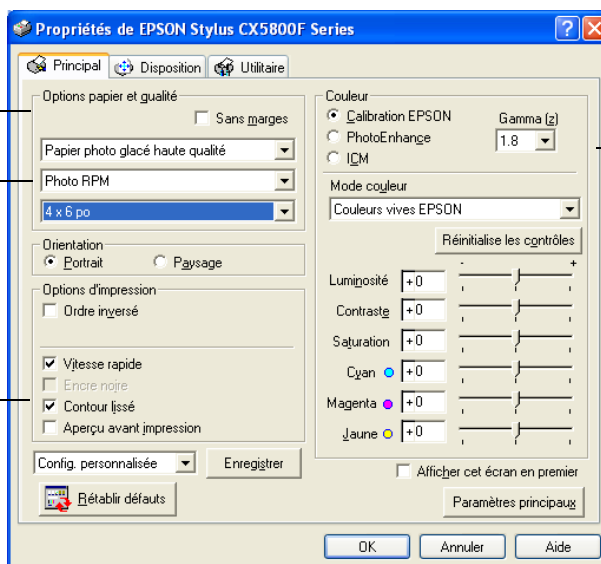 Propriétés de EPSON Stylus CX5800F Series
Principal
Disposition
Utilitaire
Options papier et qualité
Sans marges
Papier photo glacé haute qualité
Photo RPM
4 x 6 po
Orientation
Portrait
Paysage
Options d'impression
Ordre inversé
Vitesse rapide
Encre noire
Contour lissé
Aperçu avant impression
Config. personnalisée
Enregistrer
Rétablir défauts
Couleur
Calibration EPSON
PhotoEnhance
ICM
Gamma (z)
1.8
Mode couleur
Couleurs vives EPSON
Réinitialise les contrôles
- +
Luminosité +0
Contraste +0
Saturation +0
Cyan +0
Magenta +0
Jaune +0
Afficher cet écran en premier
Paramètres principaux
OK
Annuler
Aide